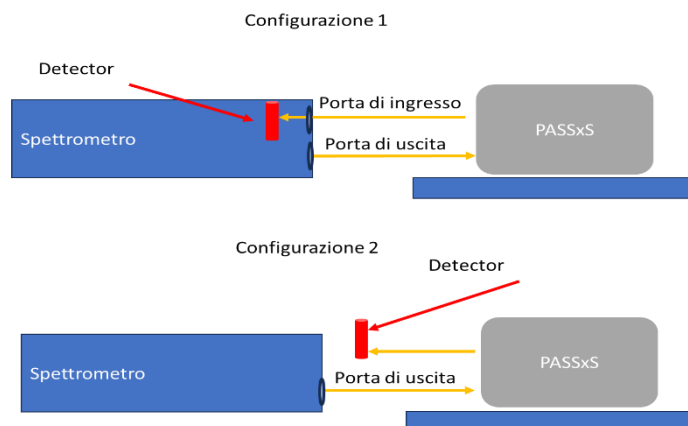 Configurazione 1
Detector
Porta di ingresso
Spettrometro
Porta di uscita
PASSxS
Configurazione 2
Detector
Spettrometro
Porta di uscita
PASSxS